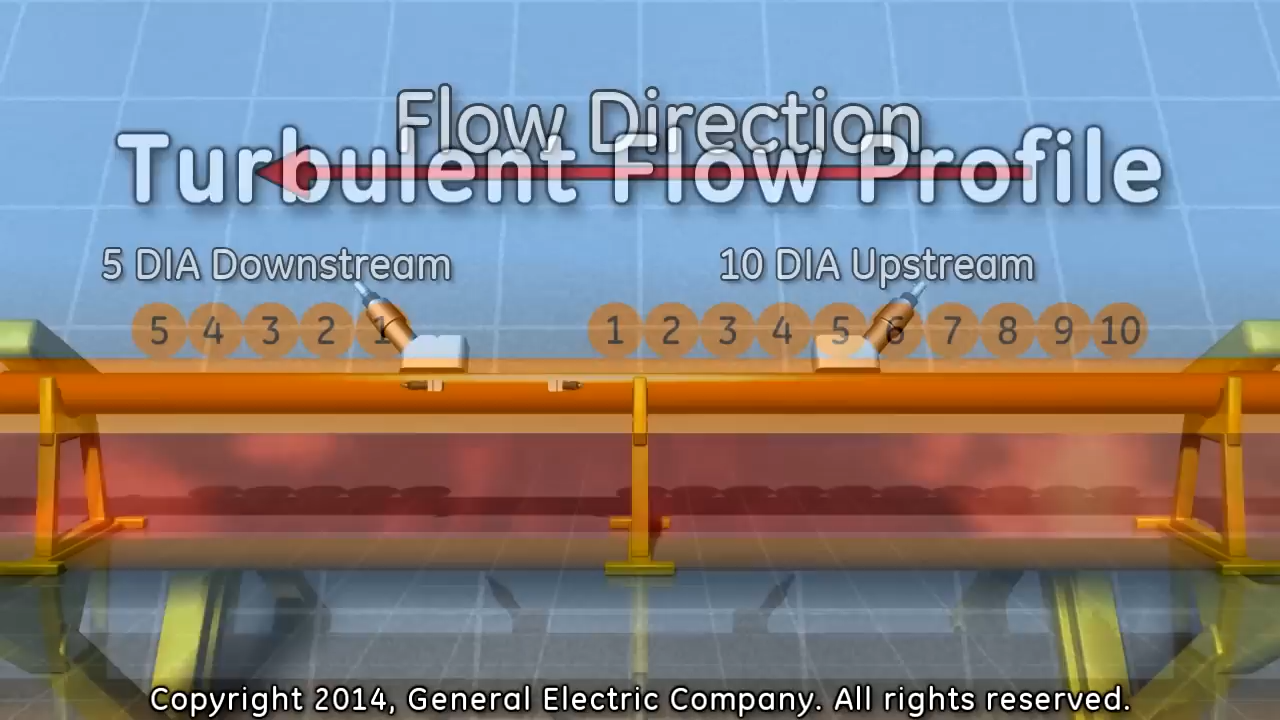 Flow Direction
Turbulent Flow Profile
5 DIA Downstream
10 DIA Upstream
5 4 3 2 1
1 2 3 4 5 6 7 8 9 10
Copyright 2014, General Electric Company. All rights reserved.